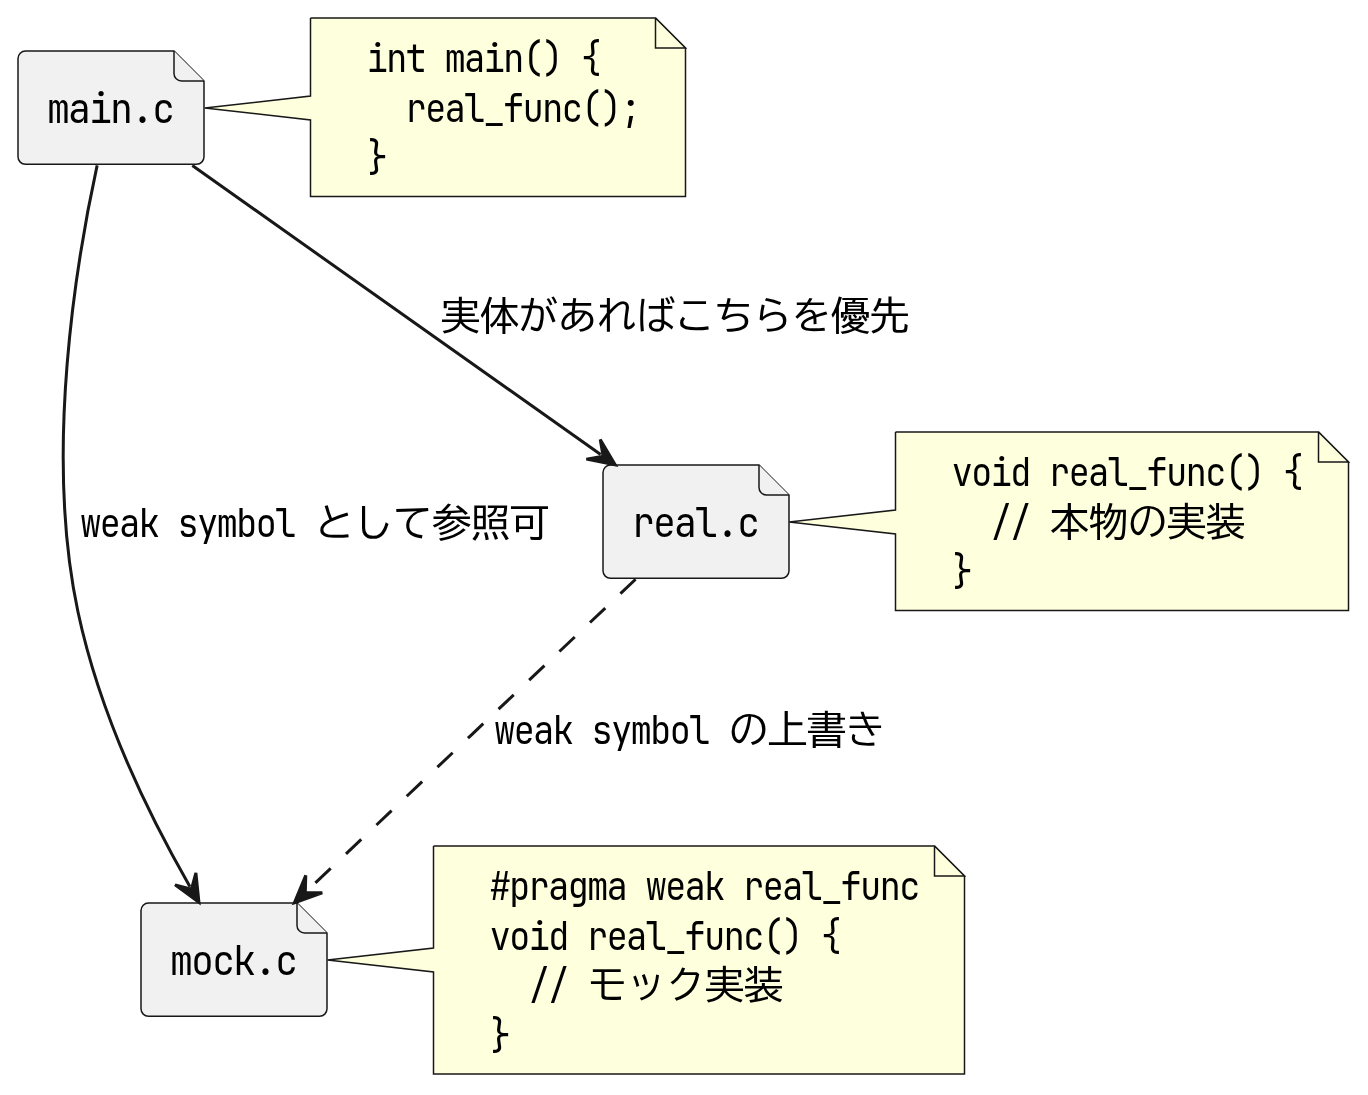 main.c
int main() {
  real_func();
}
実体があればこちらを優先
weak symbol として参照可
real.c
void real_func() {
  // 本物の実装
}
weak symbol の上書き
mock.c
#pragma weak real_func
void real_func() {
  // モック実装
}